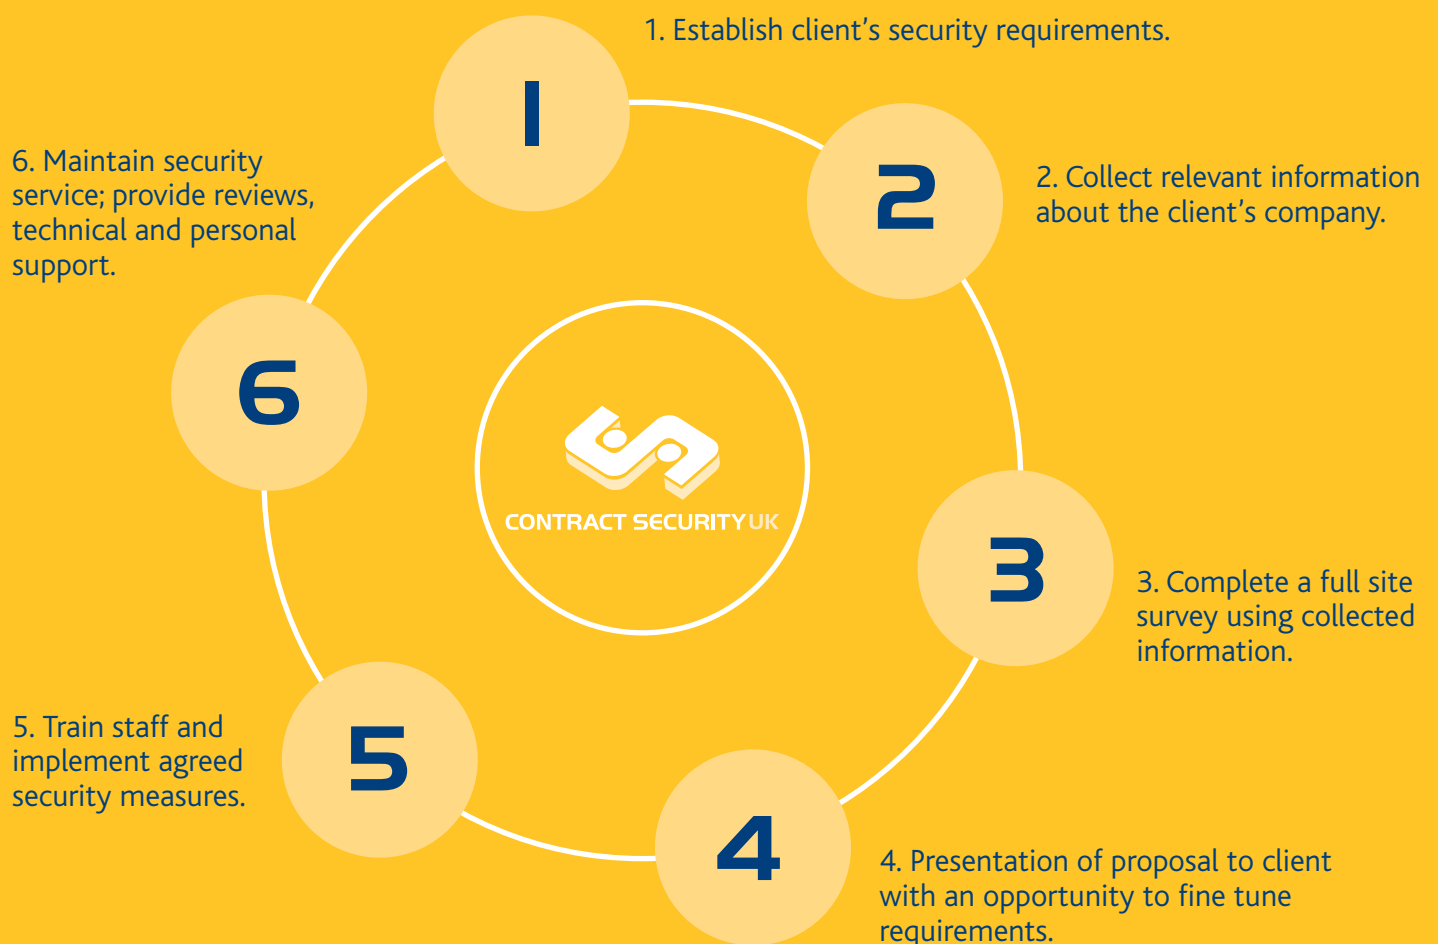 1. Establish client’s security requirements.
1
2
2. Collect relevant information
about the client’s company.
3
3. Complete a full site
survey using collected
information.
4
4. Presentation of proposal to client
with an opportunity to fine tune
requirements.
5
5. Train staff and
implement agreed
security measures.
6
6. Maintain security
service; provide reviews,
technical and personal
support.
CONTRACT SECURITY UK